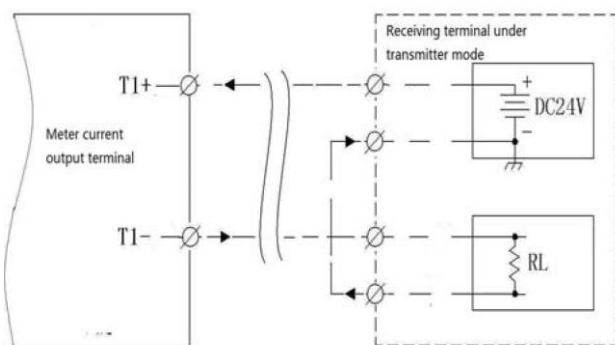 Receiving terminal under
transmitter mode
T1+
+
DC24V
−
Meter current
output terminal
T1−
RL